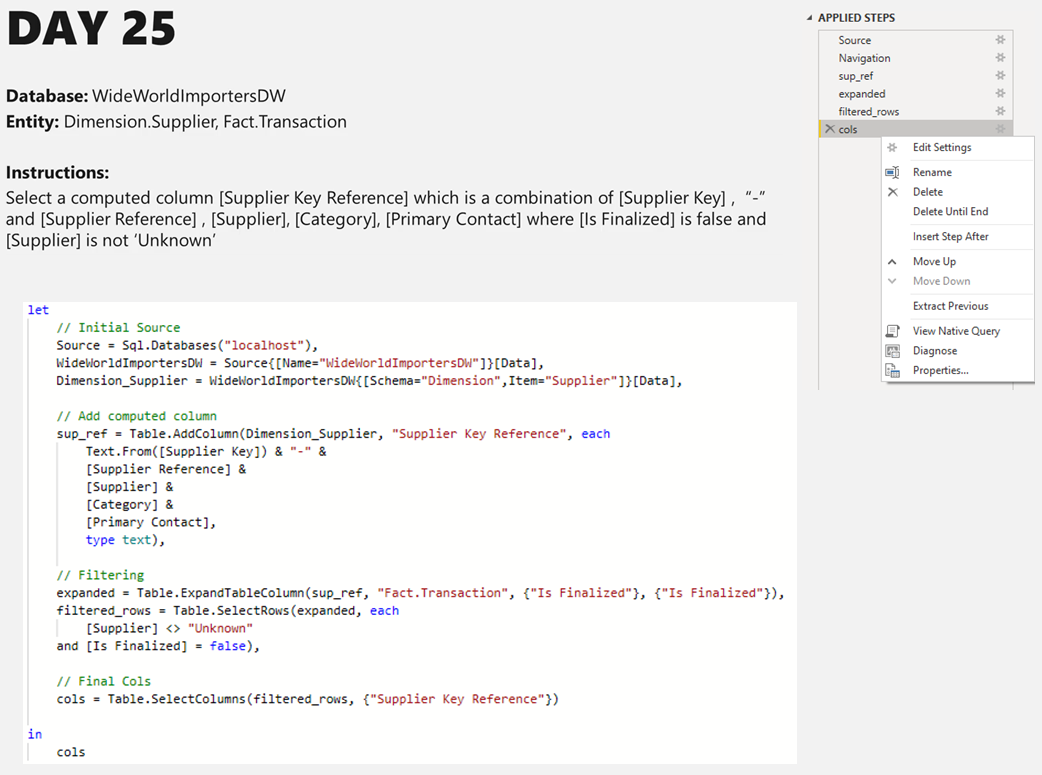 DAY 25
Database: WideWorldImportersDW
Entity: Dimension.Supplier, Fact.Transaction
Instructions:
Select a computed column [Supplier Key Reference] which is a combination of [Supplier Key] , “-”
and [Supplier Reference] , [Supplier], [Category], [Primary Contact] where [Is Finalized] is false and
[Supplier] is not ‘Unknown’
let
// Initial Source
Source = Sql.Databases("localhost"),
WideWorldImportersDW = Source{[Name="WideWorldImportersDW"]}[Data],
Dimension_Supplier = WideWorldImportersDW{[Schema="Dimension",Item="Supplier"]}[Data],
// Add computed column
sup_ref = Table.AddColumn(Dimension_Supplier, "Supplier Key Reference", each
Text.From([Supplier Key]) & "-" &
[Supplier Reference] &
[Supplier] &
[Category] &
[Primary Contact],
type text),
// Filtering
expanded = Table.ExpandTableColumn(sup_ref, "Fact.Transaction", {"Is Finalized"}, {"Is Finalized"}),
filtered_rows = Table.SelectRows(expanded, each
[Supplier] <> "Unknown"
and [Is Finalized] = false),
// Final Cols
cols = Table.SelectColumns(filtered_rows, {"Supplier Key Reference"})
in
cols
APPLIED STEPS
Source
Navigation
sup_ref
expanded
filtered_rows
cols
Edit Settings
Rename
Delete
Delete Until End
Insert Step After
Move Up
Move Down
Extract Previous
View Native Query
Diagnose
Properties...